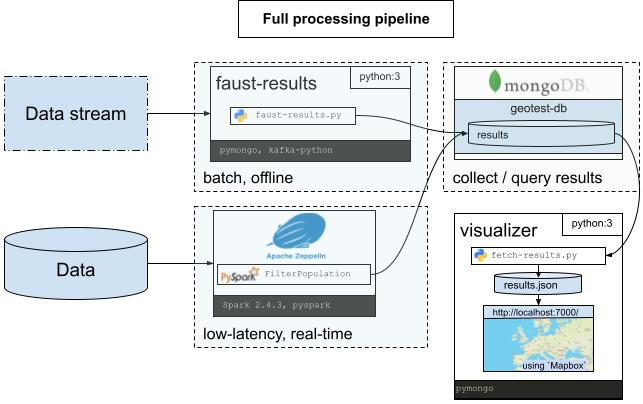 Full processing pipeline
Data stream
faust-results
python:3
faust-results.py
pymongo, kafka-python
batch, offline
mongoDB.
geotest-db
results
collect / query results
Data
Apache Zeppelin
PySpark FilterPopulation
Spark 2.4.3, pyspark
low-latency, real-time
python:3
visualizer
fetch-results.py
results.json
http://localhost:7000/
using `Mapbox`
pymongo